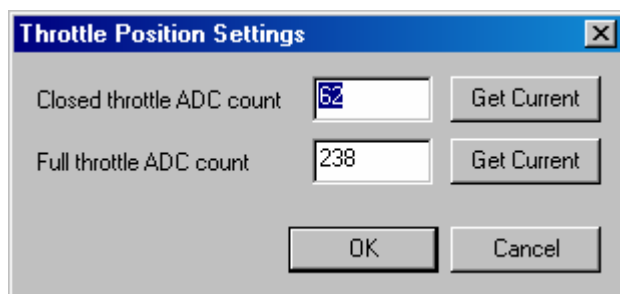 Throttle Position Settings
Closed throttle ADC count 62 Get Current
Full throttle ADC count 238 Get Current
OK Cancel